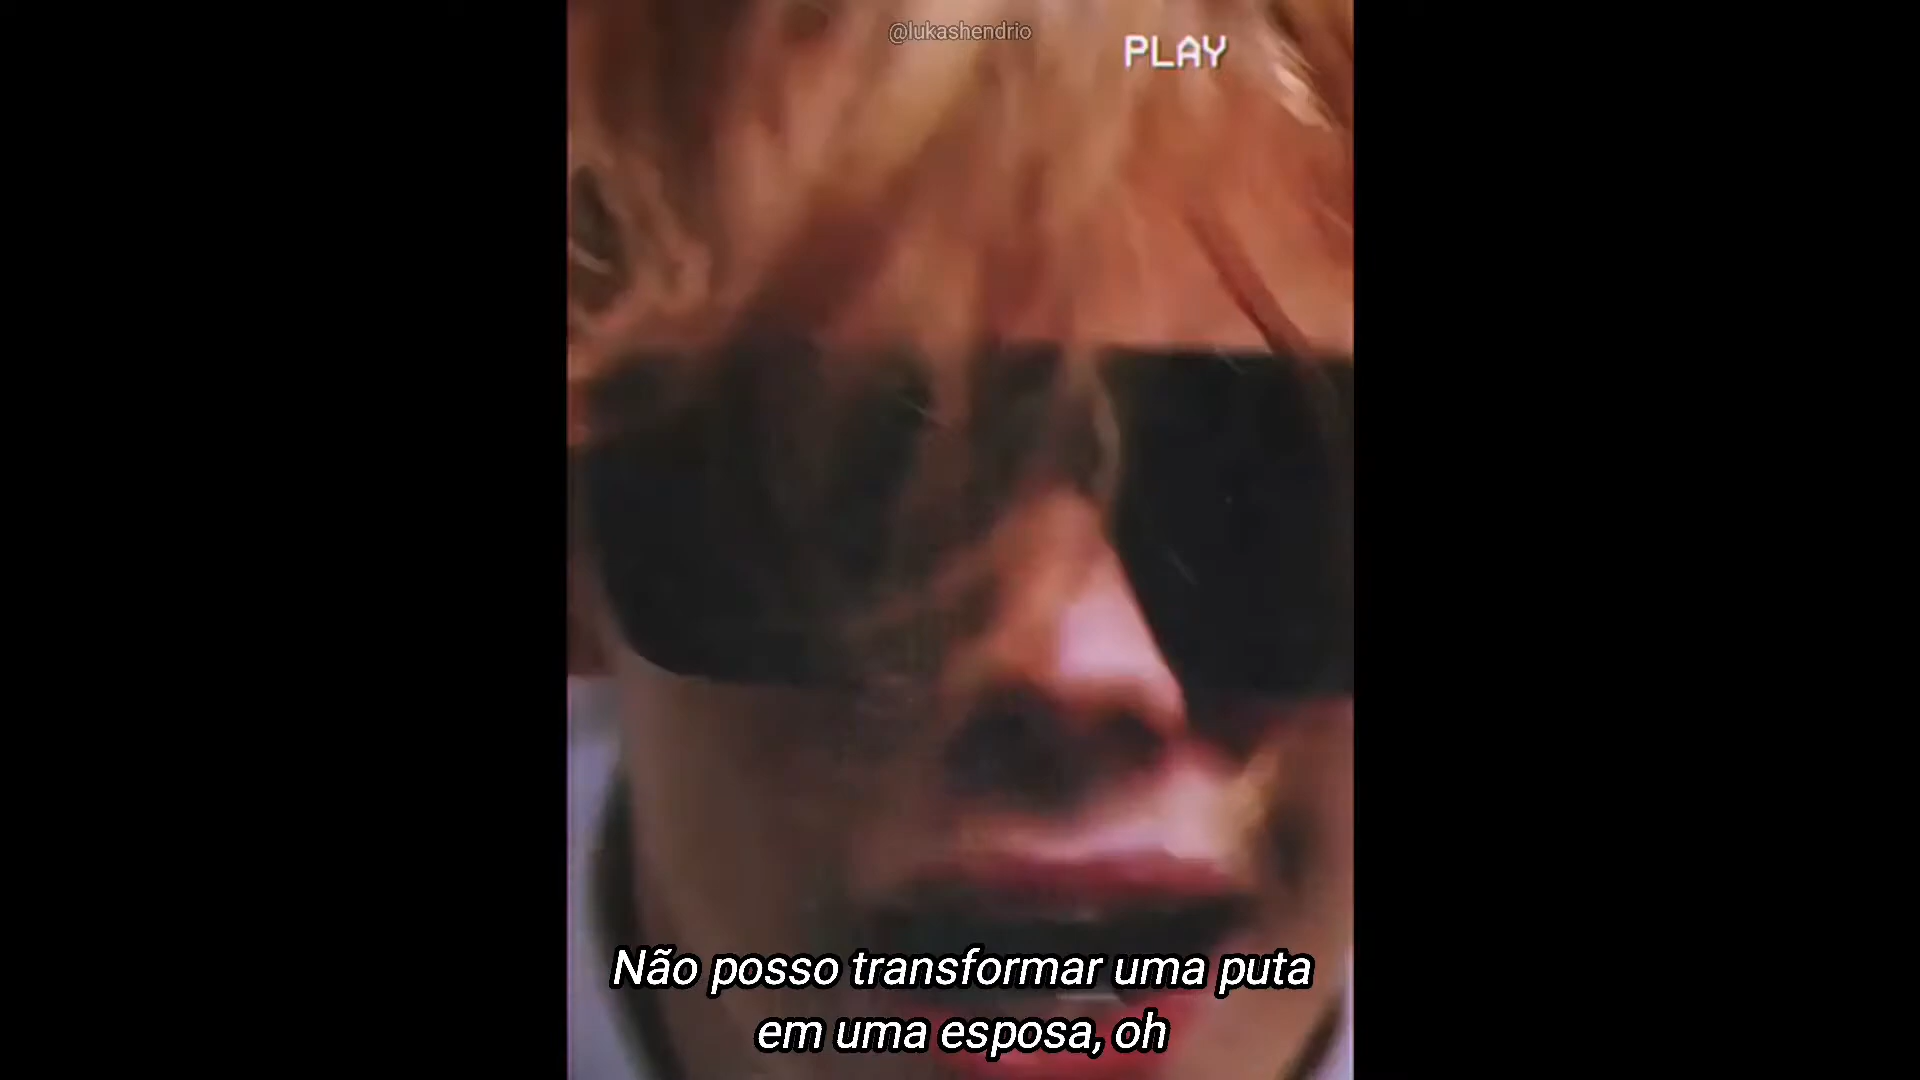 @lukashendrio
PLAY
Não posso transformar uma puta
em uma esposa, oh